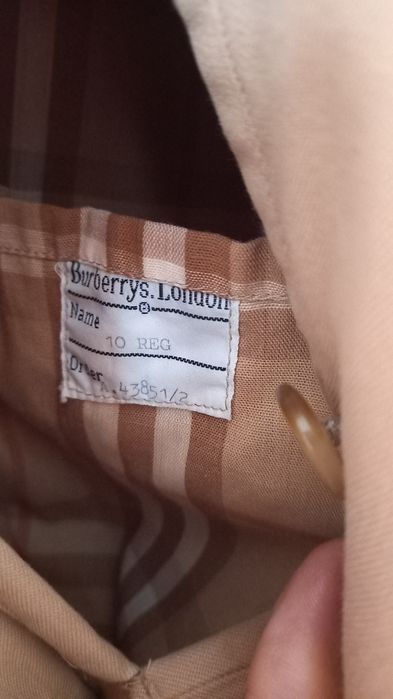 Burberrys. London
Name
10 REG
Order
43851/2